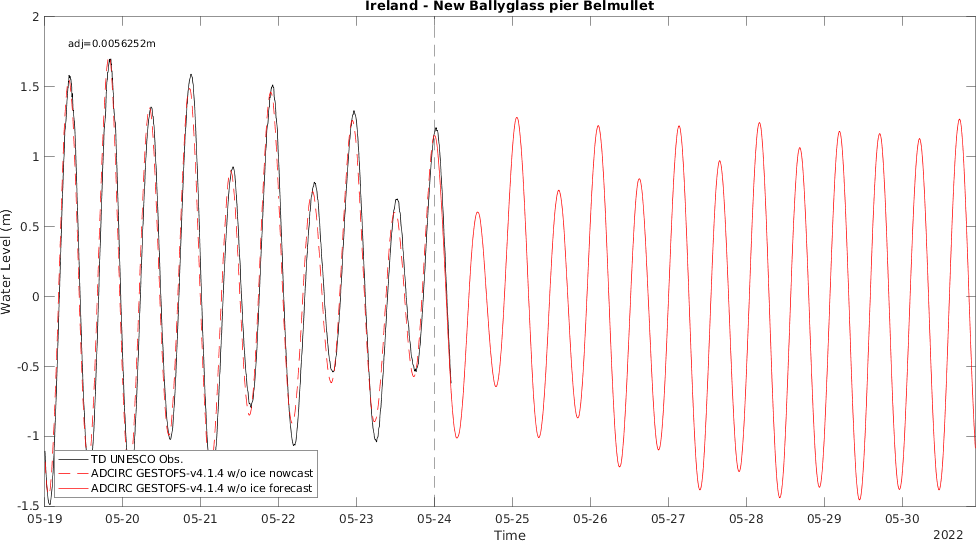 Ireland - New Ballyglass pier Belmullet
adj=0.0056252m
2
1.5
1
0.5
0
-0.5
-1
-1.5
Water Level (m)
TD UNESCO Obs.
ADCIRC GESTOFS-v4.1.4 w/o ice nowcast
ADCIRC GESTOFS-v4.1.4 w/o ice forecast
05-19 05-20 05-21 05-22 05-23 05-24 05-25 05-26 05-27 05-28 05-29 05-30
Time
2022